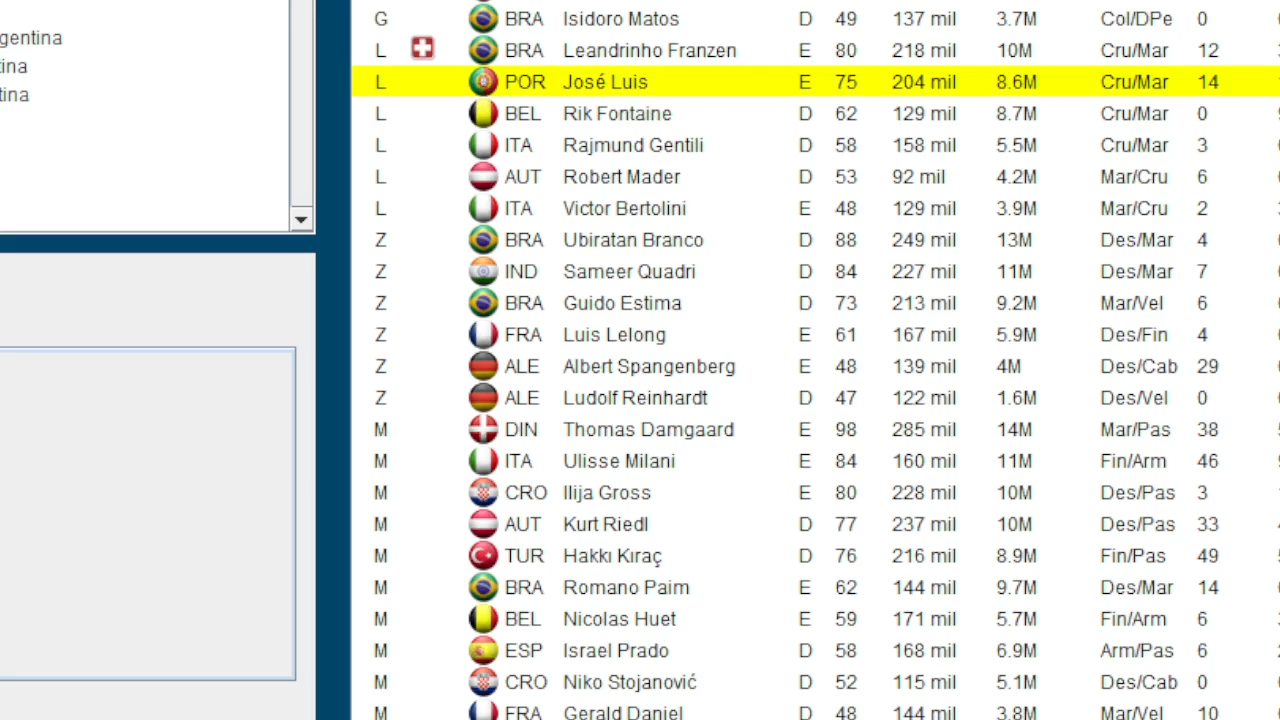 G BRA Isidoro Matos D 49 137 mil 3.7M Col/DPe 0
gentina
L BRA Leandrinho Franzen E 80 218 mil 10M Cru/Mar 12
tina
L POR José Luis E 75 204 mil 8.6M Cru/Mar 14
tina
L BEL Rik Fontaine D 62 129 mil 8.7M Cru/Mar 0
L ITA Rajmund Gentili D 58 158 mil 5.5M Cru/Mar 3
L AUT Robert Mader D 53 92 mil 4.2M Mar/Cru 6
L ITA Victor Bertolini E 48 129 mil 3.9M Mar/Cru 2
Z BRA Ubiratan Branco D 88 249 mil 13M Des/Mar 4
Z IND Sameer Quadri D 84 227 mil 11M Des/Mar 7
Z BRA Guido Estima D 73 213 mil 9.2M Mar/Vel 6
Z FRA Luis Lelong E 61 167 mil 5.9M Des/Fin 4
Z ALE Albert Spangenberg E 48 139 mil 4M Des/Cab 29
Z ALE Ludolf Reinhardt D 47 122 mil 1.6M Des/Vel 0
M DIN Thomas Damgaard E 98 285 mil 14M Mar/Pas 38
M ITA Ulisse Milani E 84 160 mil 11M Fin/Arm 46
M CRO Ilija Gross E 80 228 mil 10M Des/Pas 3
M AUT Kurt Riedl D 77 237 mil 10M Des/Pas 33
M TUR Hakkı Kıraç D 76 216 mil 8.9M Fin/Pas 49
M BRA Romano Paim E 62 144 mil 9.7M Des/Mar 14
M BEL Nicolas Huet E 59 171 mil 5.7M Fin/Arm 6
M ESP Israel Prado D 58 168 mil 6.9M Arm/Pas 6
M CRO Niko Stojanović D 52 115 mil 5.1M Des/Cab 0
M FRA Gerald Daniel D 48 144 mil 3.8M Mar/Vel 10